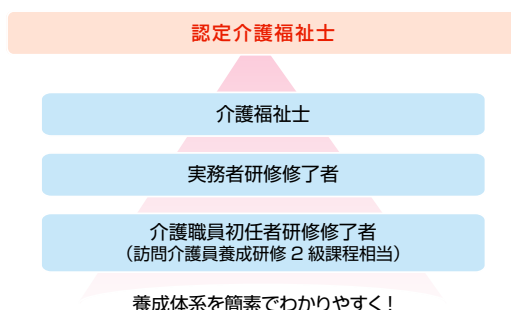 認定介護福祉士
介護福祉士
実務者研修修了者
介護職員初任者研修修了者
（訪問介護員養成研修２級課程相当）
養成体系を簡素でわかりやすく！